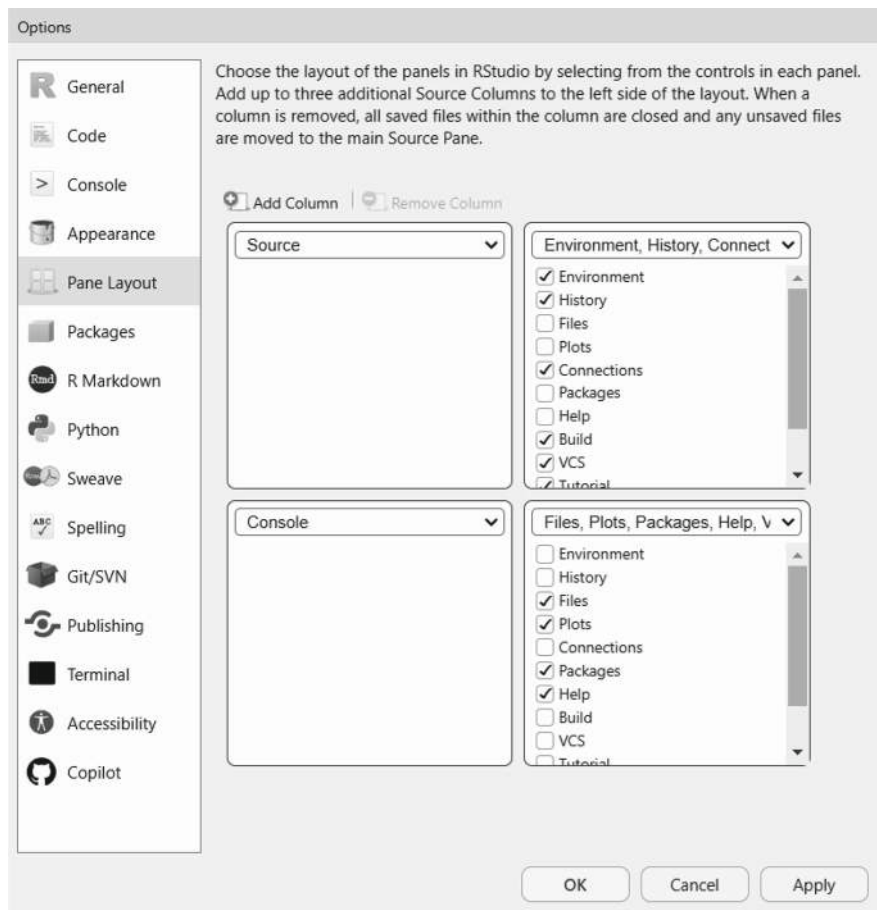 Options
General
Code
Console
Appearance
Pane Layout
Packages
Rmd R Markdown
Python
Sweave
ABC Spelling
Git/SVN
Publishing
Terminal
Accessibility
Copilot
Choose the layout of the panels in RStudio by selecting from the controls in each panel.
Add up to three additional Source Columns to the left side of the layout. When a
column is removed, all saved files within the column are closed and any unsaved files
are moved to the main Source Pane.
Add Column Remove Column
Source
Environment, History, Connect
Environment
History
Files
Plots
Connections
Packages
Help
Build
VCS
Tutorial
Console
Files, Plots, Packages, Help, V
Environment
History
Files
Plots
Connections
Packages
Help
Build
VCS
Tutorial
OK Cancel Apply